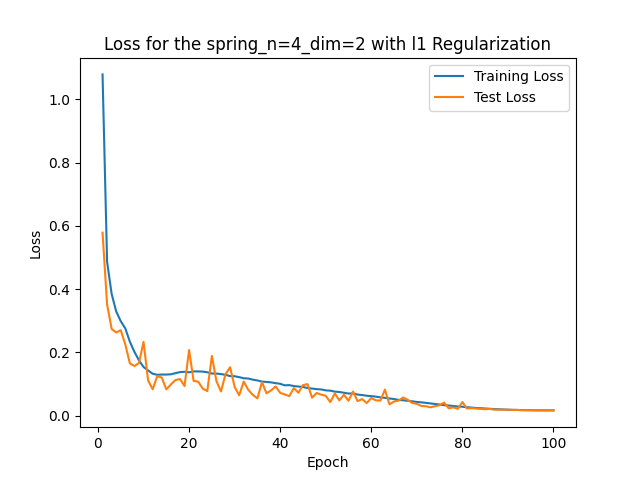 Loss for the spring_n=4_dim=2 with l1 Regularization
Training Loss
Test Loss
1.0
0.8
0.6
0.4
0.2
0.0
Loss
0
20
40
60
80
100
Epoch